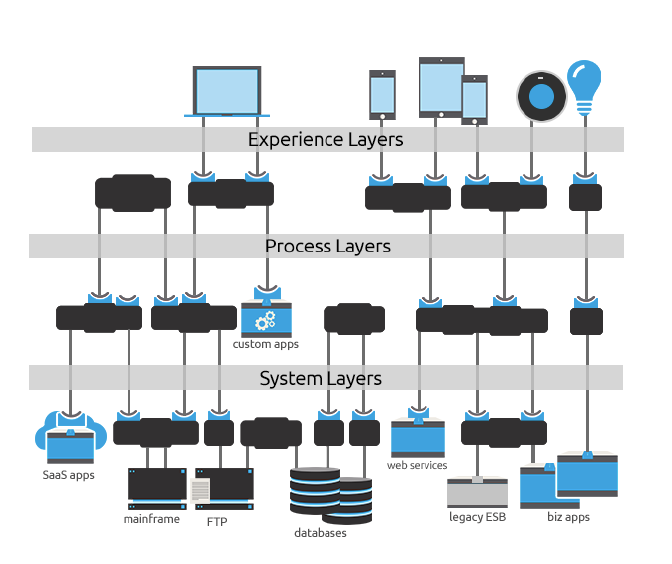 Experience Layers
Process Layers
custom apps
System Layers
SaaS apps
web services
mainframe
FTP
databases
legacy ESB
biz apps